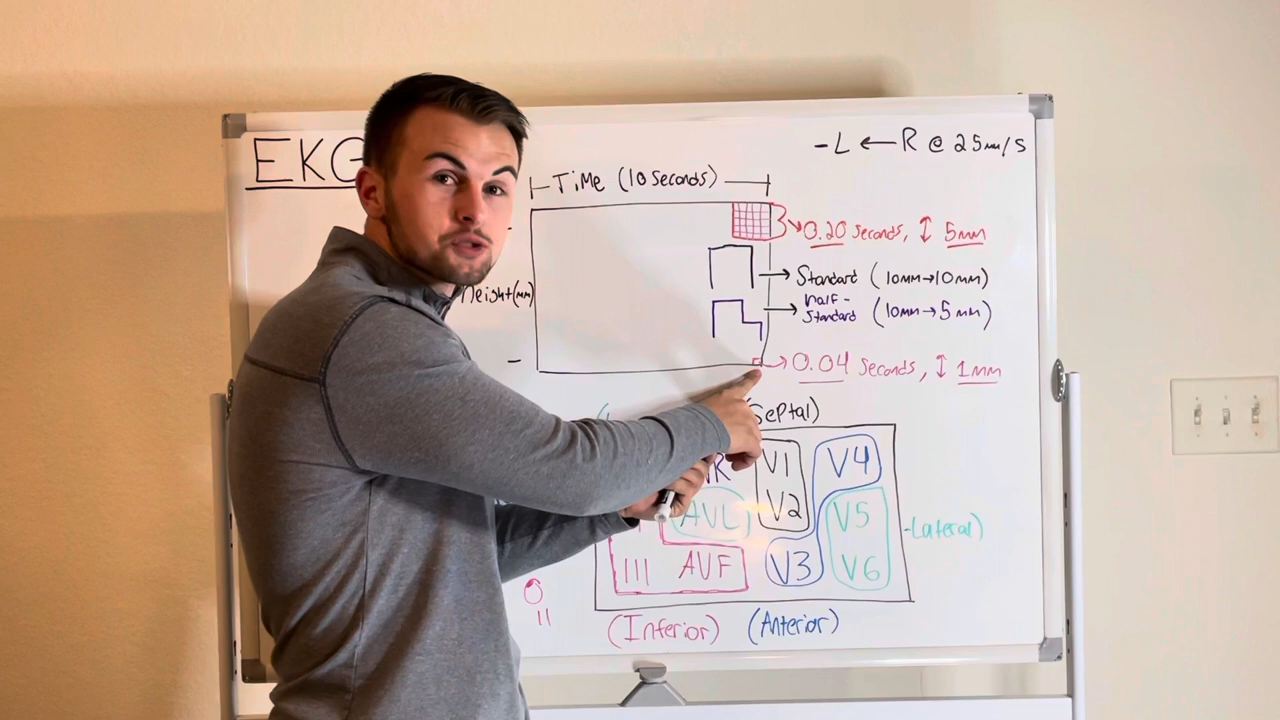 EKG
-L ← R @ 25mm/s
Time (10 seconds)
0.20 seconds, ↕ 5mm
Height(mm)
Standard (10mm→10mm)
half-
Standard (10mm→5mm)
0.04 seconds, ↕ 1mm
Septal)
V1 V4
V2 V5
AVL
III AVF V3 V6
-Lateral)
(Inferior) (Anterior)